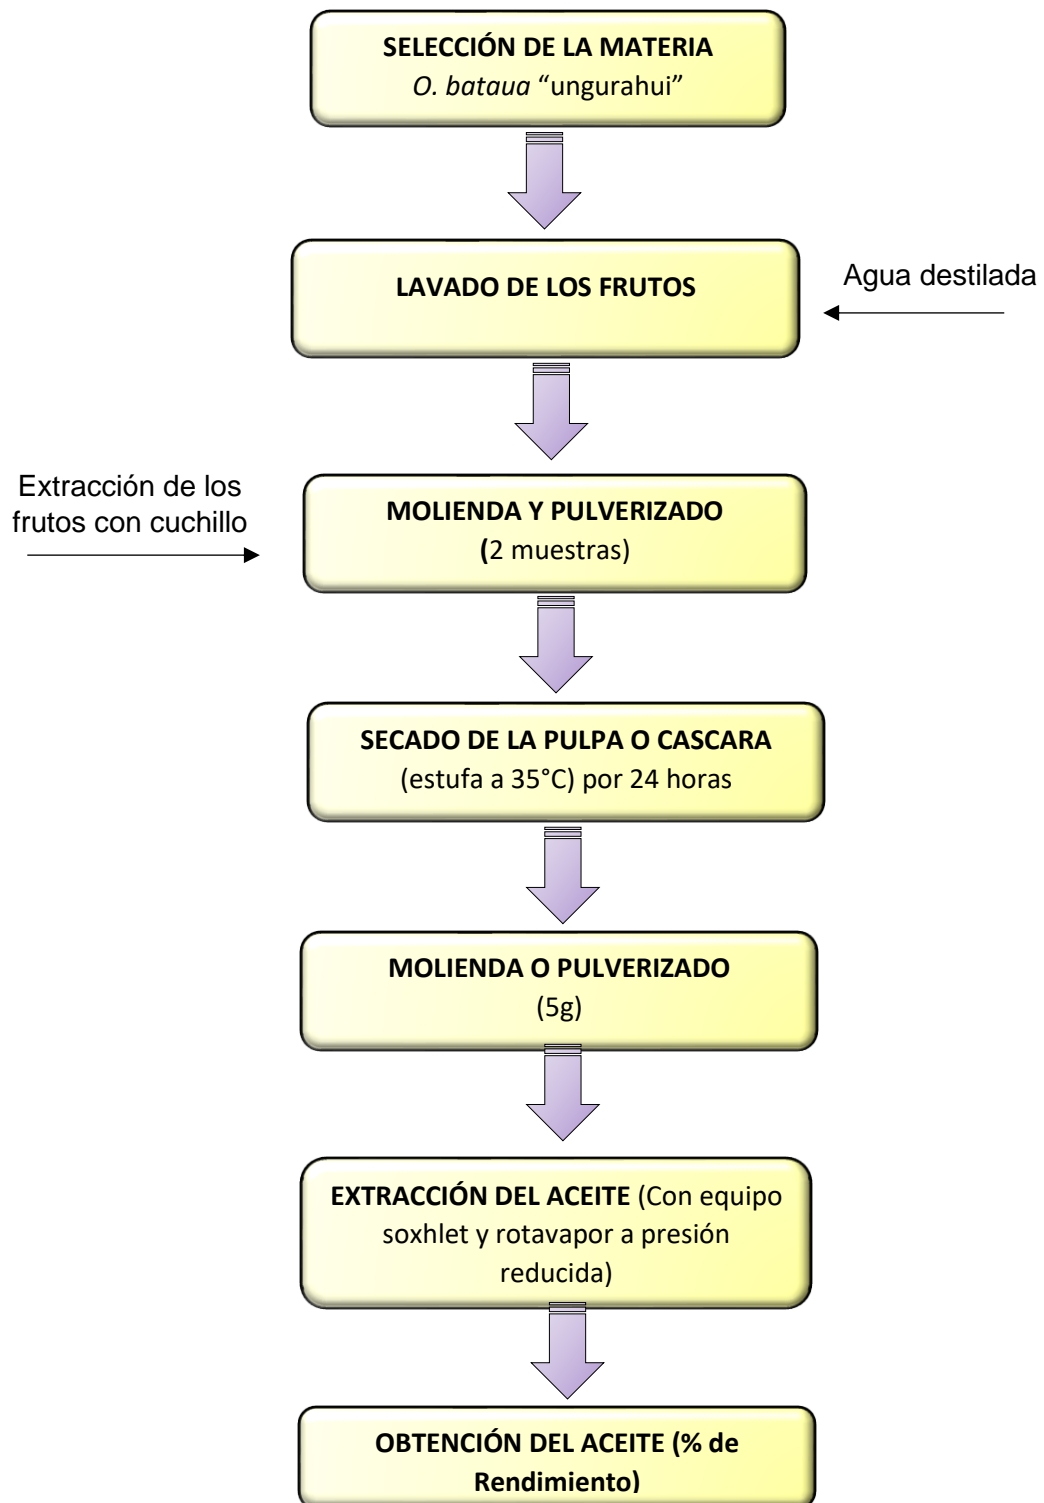 SELECCIÓN DE LA MATERIA
O. bataua “ungurahui”
LAVADO DE LOS FRUTOS
Agua destilada
Extracción de los
frutos con cuchillo
MOLIENDA Y PULVERIZADO
(2 muestras)
SECADO DE LA PULPA O CASCARA
(estufa a 35°C) por 24 horas
MOLIENDA O PULVERIZADO
(5g)
EXTRACCIÓN DEL ACEITE (Con equipo
soxhlet y rotavapor a presión
reducida)
OBTENCIÓN DEL ACEITE (% de
Rendimiento)